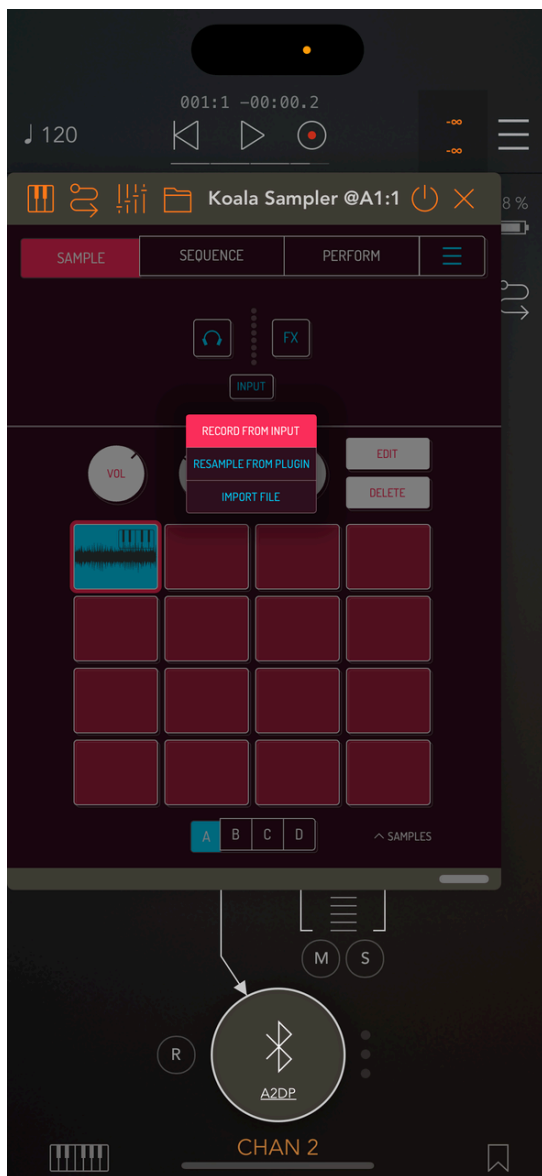 001:1 -00:00.2
♩ 120
-∞
-∞
Koala Sampler @A1:1
8 %
SAMPLE
SEQUENCE
PERFORM
FX
INPUT
RECORD FROM INPUT
RESAMPLE FROM PLUGIN
IMPORT FILE
VOL
EDIT
DELETE
A
B
C
D
SAMPLES
M
S
R
A2DP
CHAN 2